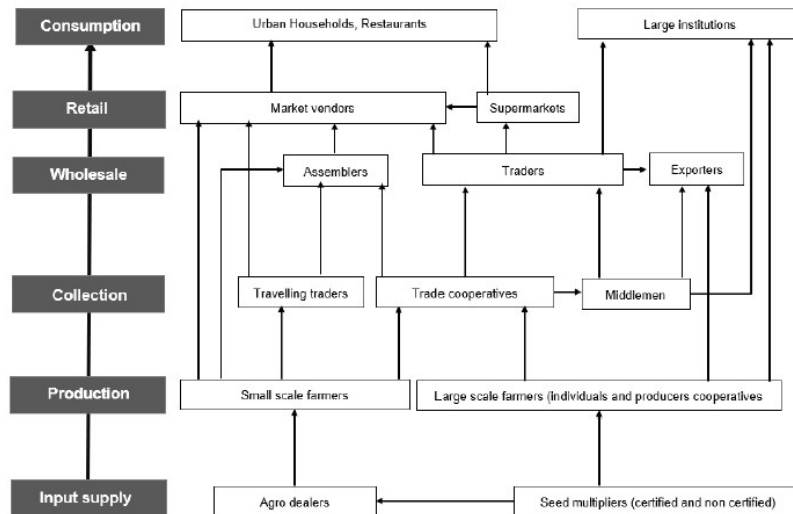 Consumption
Urban Households, Restaurants
Large institutions
Retail
Market vendors
Supermarkets
Wholesale
Assemblers
Traders
Exporters
Collection
Travelling traders
Trade cooperatives
Middlemen
Production
Small scale farmers
Large scale farmers (individuals and producers cooperatives
Input supply
Agro dealers
Seed multipliers (certified and non certified)